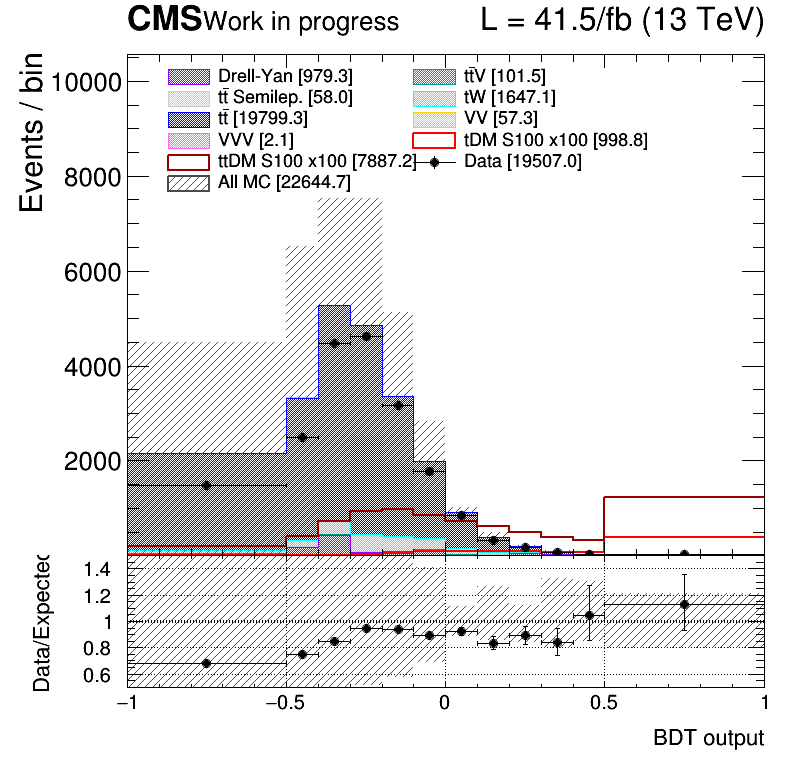 CMS Work in progress L = 41.5/fb (13 TeV)
Events / bin
10000
8000
6000
4000
2000
Drell-Yan [979.3] tt̄V [101.5]
tt̄ Semilep. [58.0] tW [1647.1]
tt̄ [19799.3] VV [57.3]
VVV [2.1] tDM S100 x100 [998.8]
ttDM S100 x100 [7887.2] Data [19507.0]
All MC [22644.7]
Data/Expected
1.4
1.2
1
0.8
0.6
−1 −0.5 0 0.5 1
BDT output